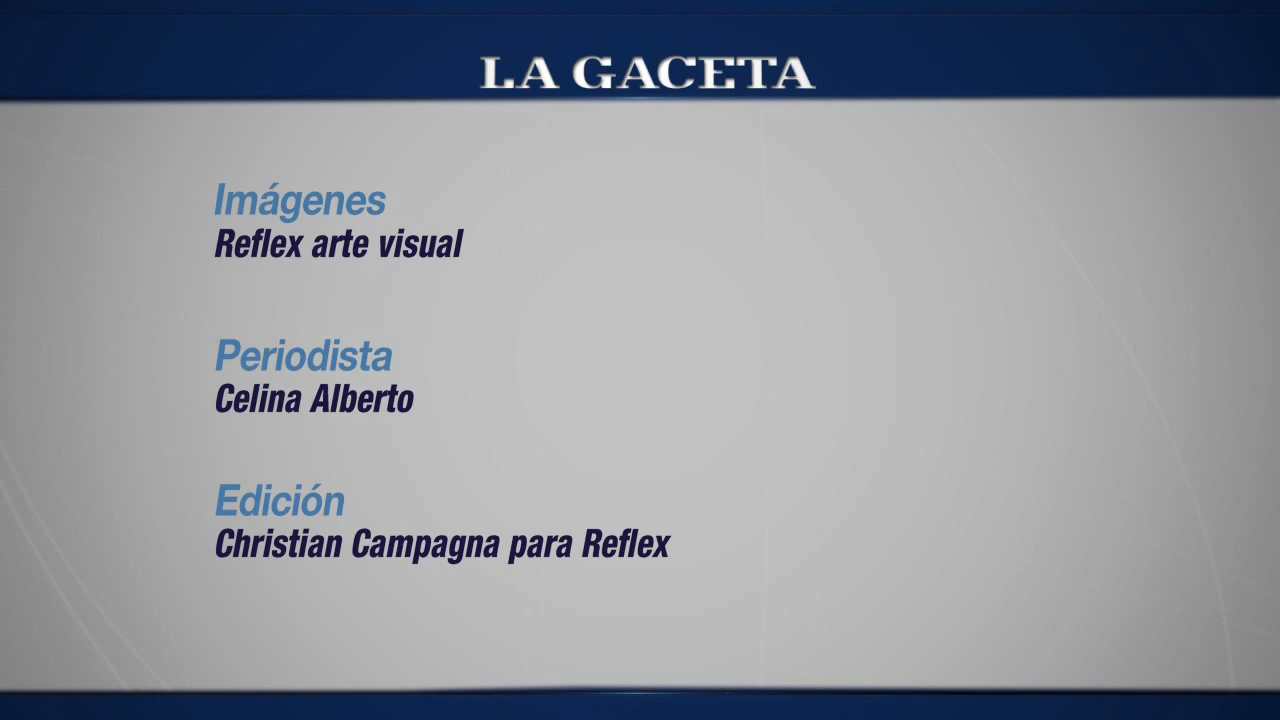 LA GACETA
Imágenes
Reflex arte visual
Periodista
Celina Alberto
Edición
Christian Campagna para Reflex